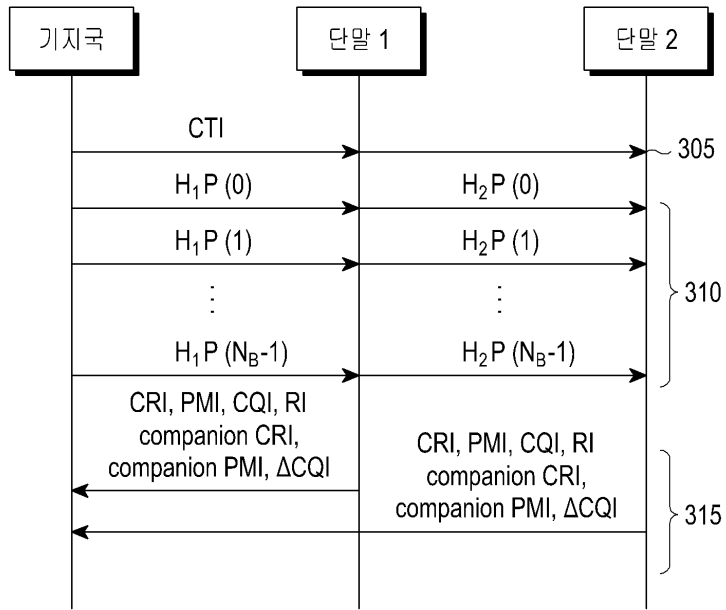 기지국 단말 1 단말 2
CTI
305
H₁P (0) H₂P (0)
H₁P (1) H₂P (1)
310
H₁P (N_B-1) H₂P (N_B-1)
CRI, PMI, CQI, RI
companion CRI,
companion PMI, ΔCQI
CRI, PMI, CQI, RI
companion CRI,
companion PMI, ΔCQI
315